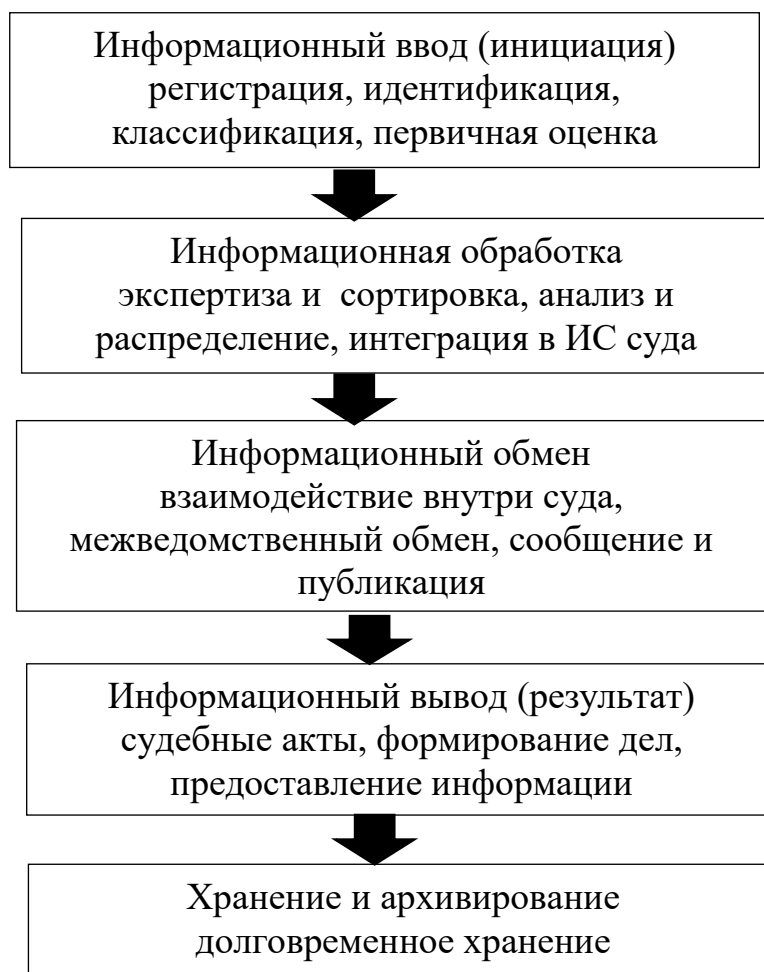 Информационный ввод (инициация)
регистрация, идентификация,
классификация, первичная оценка
Информационная обработка
экспертиза и сортировка, анализ и
распределение, интеграция в ИС суда
Информационный обмен
взаимодействие внутри суда,
межведомственный обмен, сообщение и
публикация
Информационный вывод (результат)
судебные акты, формирование дел,
предоставление информации
Хранение и архивирование
долговременное хранение